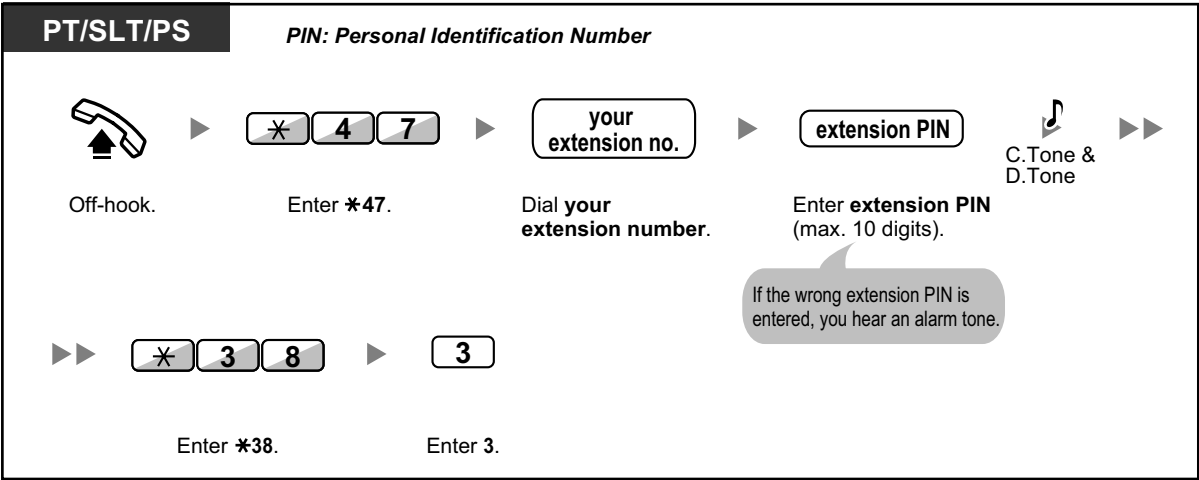 PT/SLT/PS
PIN: Personal Identification Number
* 4 7
your
extension no.
extension PIN
C.Tone &
D.Tone
Off-hook.
Enter *47.
Dial your
extension number.
Enter extension PIN
(max. 10 digits).
If the wrong extension PIN is
entered, you hear an alarm tone.
* 3 8
3
Enter *38.
Enter 3.